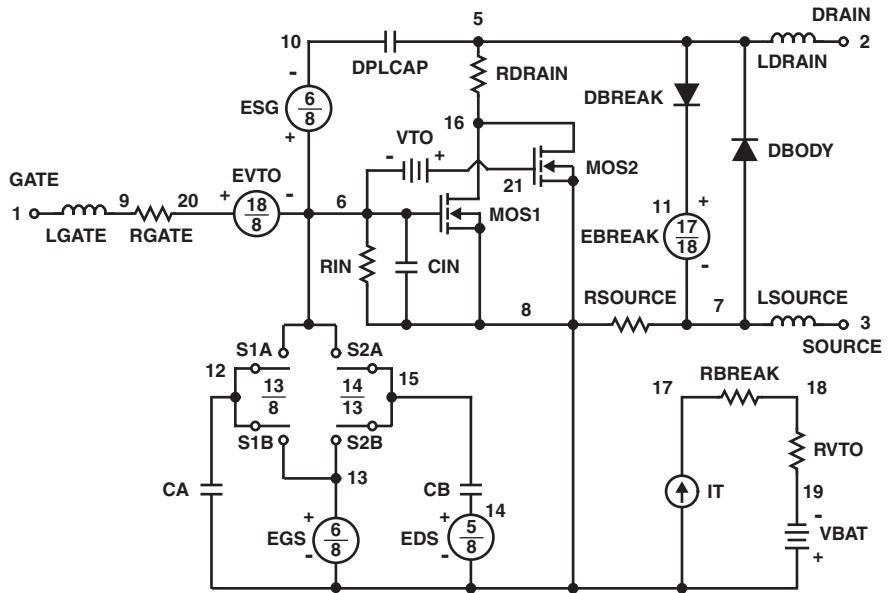 5
DRAIN
10
2
DPLCAP
LDRAIN
RDRAIN
-
ESG
6
8
+
DBREAK
16
VTO
-
+
DBODY
MOS2
21
GATE
1
9
20
LGATE
RGATE
EVTO
+
18
8
-
6
MOS1
11
+
EBREAK
17
18
-
RIN
CIN
8
RSOURCE
7
LSOURCE
3
SOURCE
S1A
S2A
12
13
8
14
13
15
S1B
S2B
13
CA
CB
14
+
EGS
6
8
-
+
EDS
5
8
-
17
RBREAK
18
RVTO
IT
19
-
VBAT
+